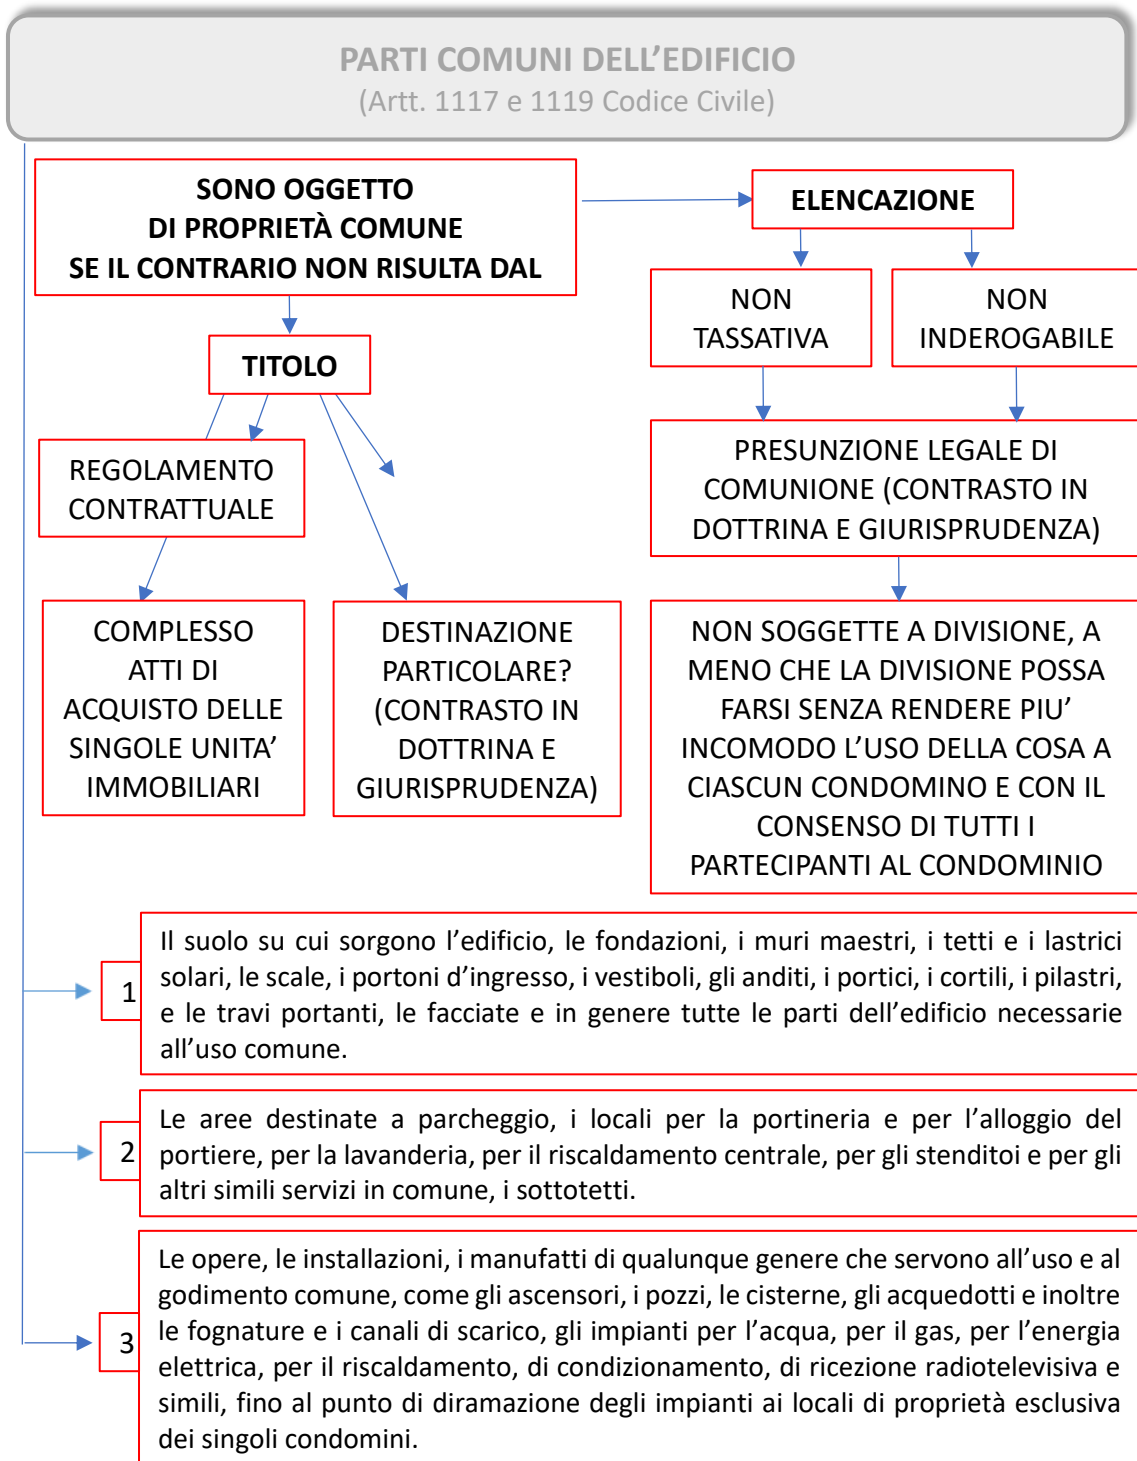 PARTI COMUNI DELL’EDIFICIO
(Artt. 1117 e 1119 Codice Civile)
SONO OGGETTO
DI PROPRIETÀ COMUNE
SE IL CONTRARIO NON RISULTA DAL
ELENCAZIONE
NON
TASSATIVA
NON
INDEROGABILE
TITOLO
REGOLAMENTO
CONTRATTUALE
PRESUNZIONE LEGALE DI
COMUNIONE (CONTRASTO IN
DOTTRINA E GIURISPRUDENZA)
COMPLESSO
ATTI DI
ACQUISTO DELLE
SINGOLE UNITA’
IMMOBILIARI
DESTINAZIONE
PARTICOLARE?
(CONTRASTO IN
DOTTRINA E
GIURISPRUDENZA)
NON SOGGETTE A DIVISIONE, A
MENO CHE LA DIVISIONE POSSA
FARSI SENZA RENDERE PIU’
INCOMODO L’USO DELLA COSA A
CIASCUN CONDOMINO E CON IL
CONSENSO DI TUTTI I
PARTECIPANTI AL CONDOMINIO
1
Il suolo su cui sorgono l’edificio, le fondazioni, i muri maestri, i tetti e i lastrici
solari, le scale, i portoni d’ingresso, i vestiboli, gli anditi, i portici, i cortili, i pilastri,
e le travi portanti, le facciate e in genere tutte le parti dell’edificio necessarie
all’uso comune.
2
Le aree destinate a parcheggio, i locali per la portineria e per l’alloggio del
portiere, per la lavanderia, per il riscaldamento centrale, per gli stenditoi e per gli
altri simili servizi in comune, i sottotetti.
3
Le opere, le installazioni, i manufatti di qualunque genere che servono all’uso e al
godimento comune, come gli ascensori, i pozzi, le cisterne, gli acquedotti e inoltre
le fognature e i canali di scarico, gli impianti per l’acqua, per il gas, per l’energia
elettrica, per il riscaldamento, di condizionamento, di ricezione radiotelevisiva e
simili, fino al punto di diramazione degli impianti ai locali di proprietà esclusiva
dei singoli condomini.